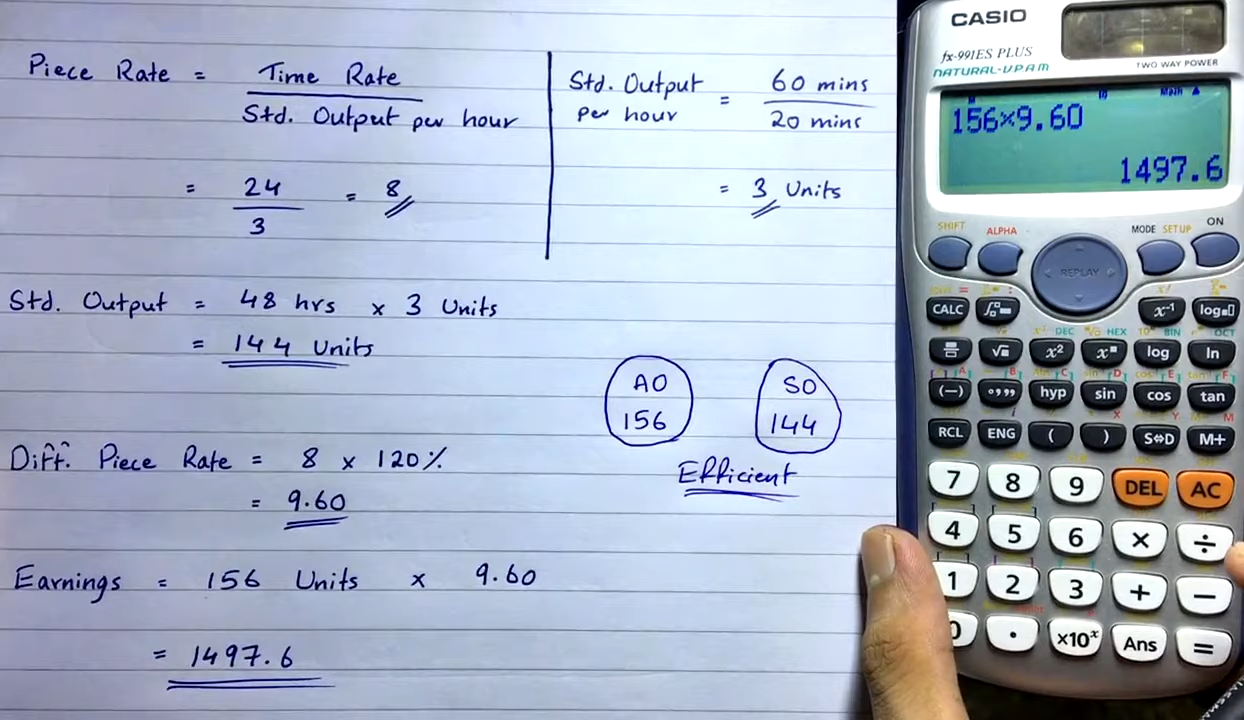 Piece Rate = Time Rate
Std. Output per hour
= 24 = 8
3
Std. Output per hour = 60 mins
20 mins
= 3 Units
Std. Output = 48 hrs x 3 Units
= 144 Units
AO
156
SO
144
Efficient
Diff. Piece Rate = 8 x 120%
= 9.60
Earnings = 156 Units x 9.60
= 1497.6
CASIO
fx-991ES PLUS
NATURAL-V.P.A.M.
TWO WAY POWER
M Math ▲
156×9.60
1497.6
SHIFT ALPHA MODE SETUP ON
REPLAY
CALC x⁻¹ log
√ x² x■ log ln
(−) °’’’ hyp sin cos tan
RCL ENG ( ) S⇔D M+
7 8 9 DEL AC
4 5 6 × ÷
1 2 3 + −
0 . ×10ˣ Ans =